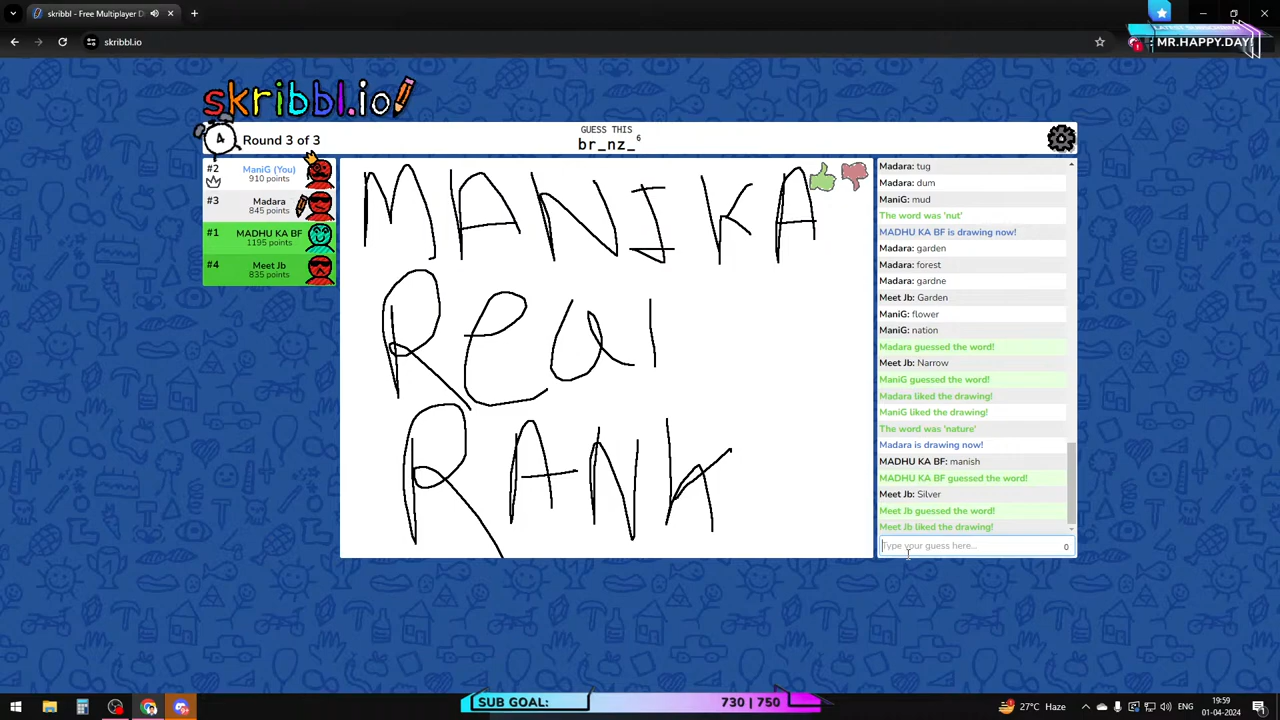 skribbl - Free Multiplayer D
skribbl.io
MR.HAPPY.DAY!
skribbl.io
4
Round 3 of 3
GUESS THIS
br_nz_ 6
#2 ManiG (You)
910 points
#3 Madara
845 points
#1 MADHU KA BF
1195 points
#4 Meet Jb
835 points
MANIKA
Real
RANK
Madara: tug
Madara: dum
ManiG: mud
The word was 'nut'
MADHU KA BF is drawing now!
Madara: garden
Madara: forest
Madara: gardne
Meet Jb: Garden
ManiG: flower
ManiG: nation
Madara guessed the word!
Meet Jb: Narrow
ManiG guessed the word!
Madara liked the drawing!
ManiG liked the drawing!
The word was 'nature'
Madara is drawing now!
MADHU KA BF: manish
MADHU KA BF guessed the word!
Meet Jb: Silver
Meet Jb guessed the word!
Meet Jb liked the drawing!
Type your guess here... 0
SUB GOAL: 730 | 750
22°C Haze
ENG
19:59
01-04-2024